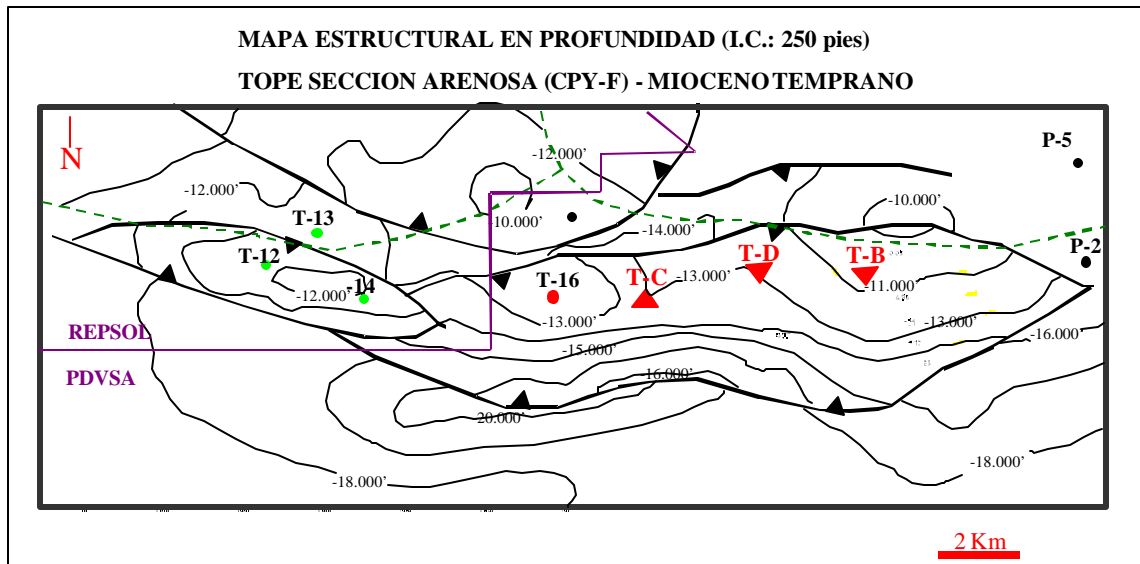 MAPA ESTRUCTURAL EN PROFUNDIDAD (I.C.: 250 pies)
TOPE SECCION ARENOSA (CPY-F) - MIOCENO TEMPRANO
N
P-5
-12.000'
-12.000'
-10.000'
-10.000'
T-13
-14.000'
T-12
T-D
T-B
P-2
-14
T-16
T-C
-13.000'
-11.000'
-12.000'
-13.000'
-13.000'
-16.000'
REPSOL
-15.000'
PDVSA
-16.000'
20.000'
-18.000'
-18.000'
2 Km